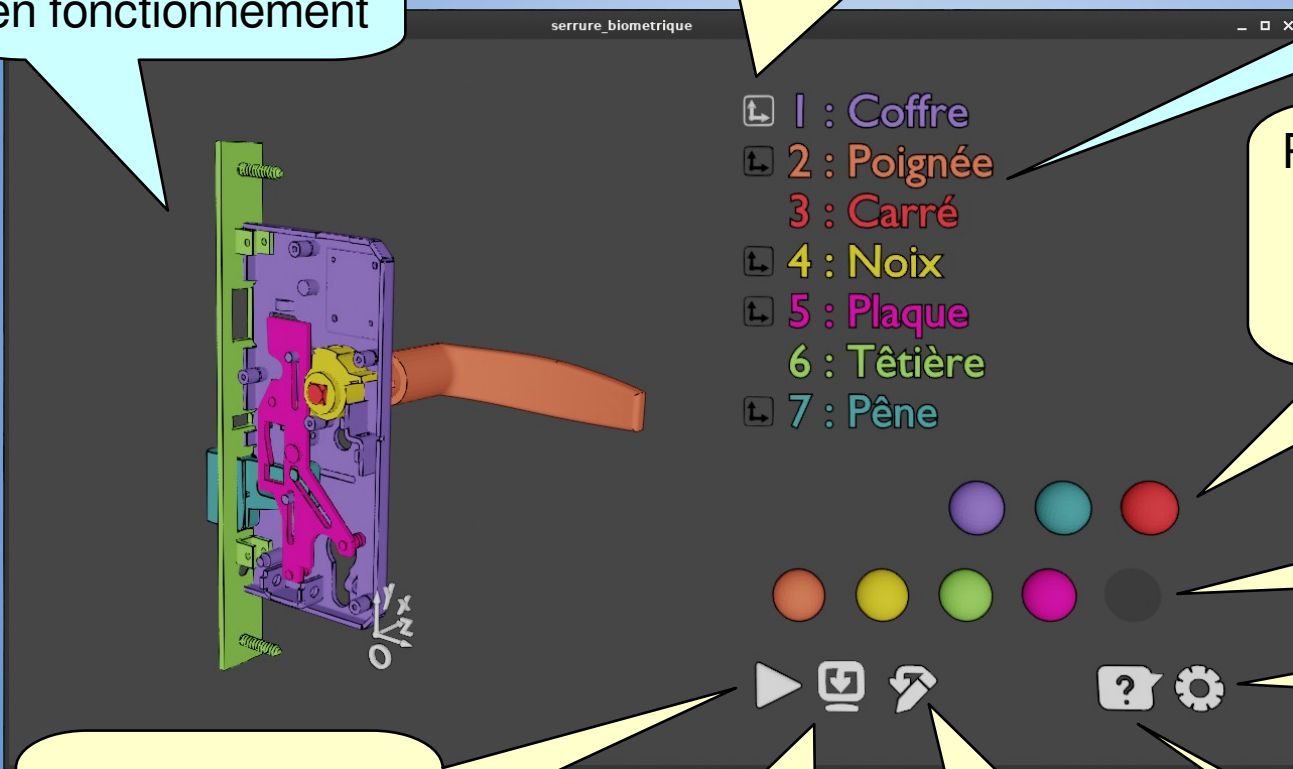 en fonctionnement
serrure_biometrique
1 : Coffre
2 : Poignée
3 : Carré
4 : Noix
5 : Plaque
6 : Têtière
7 : Pêne
y
x
z
O
?